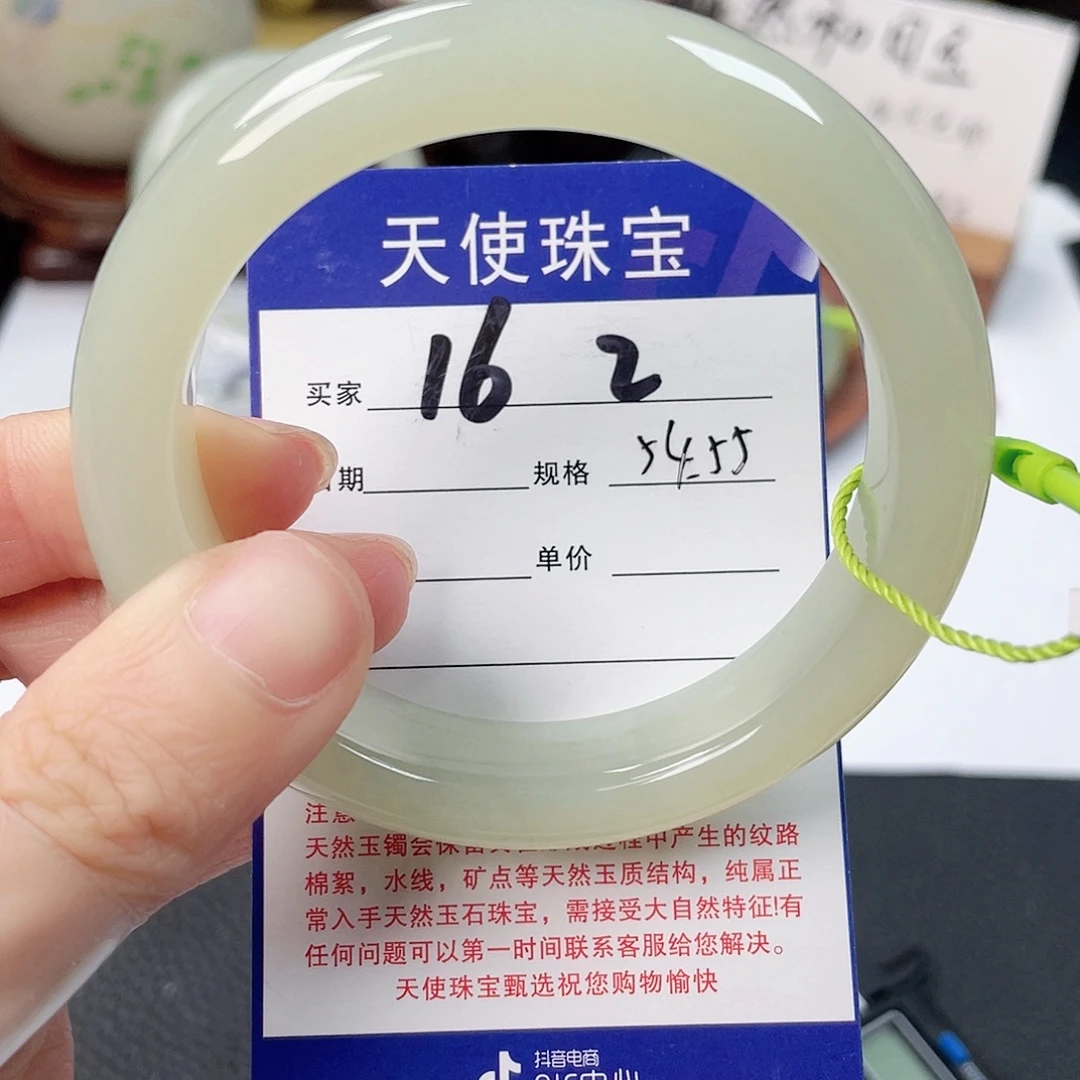 天使珠宝
买家 16 2
期 规格 54-55
单价
注意
天然玉镯会保留
过程中产生的纹路
棉絮，水线，矿点等天然玉质结构，纯属正
常入手天然玉石珠宝，需接受大自然特征!有
任何问题可以第一时间联系客服给您解决。
天使珠宝甄选祝您购物愉快
抖音电商